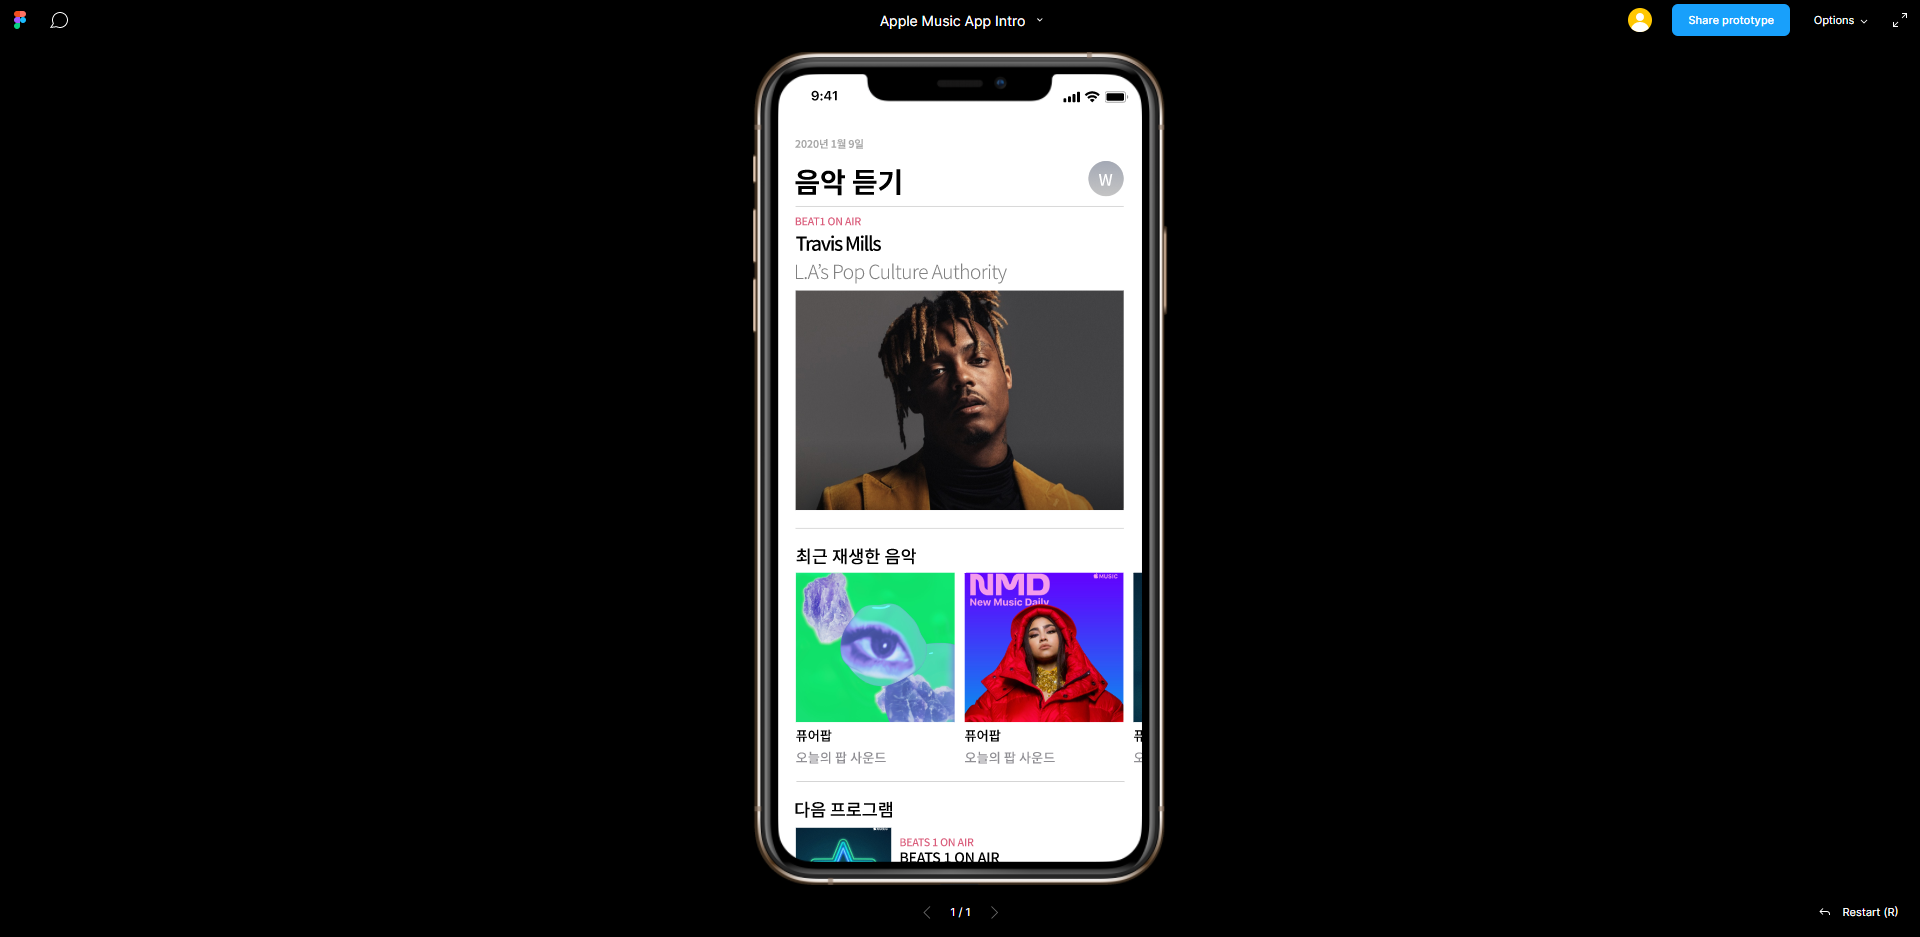 Apple Music App Intro
Share prototype
Options
9:41
2020년 1월 9일
음악 듣기
W
BEAT1 ON AIR
Travis Mills
L.A’s Pop Culture Authority
최근 재생한 음악
NMD
MUSIC
New Music Daily
퓨어팝
퓨어팝
오늘의 팝 사운드
오늘의 팝 사운드
다음 프로그램
BEATS 1 ON AIR
BEATS 1 ON AIR
1 / 1
Restart (R)